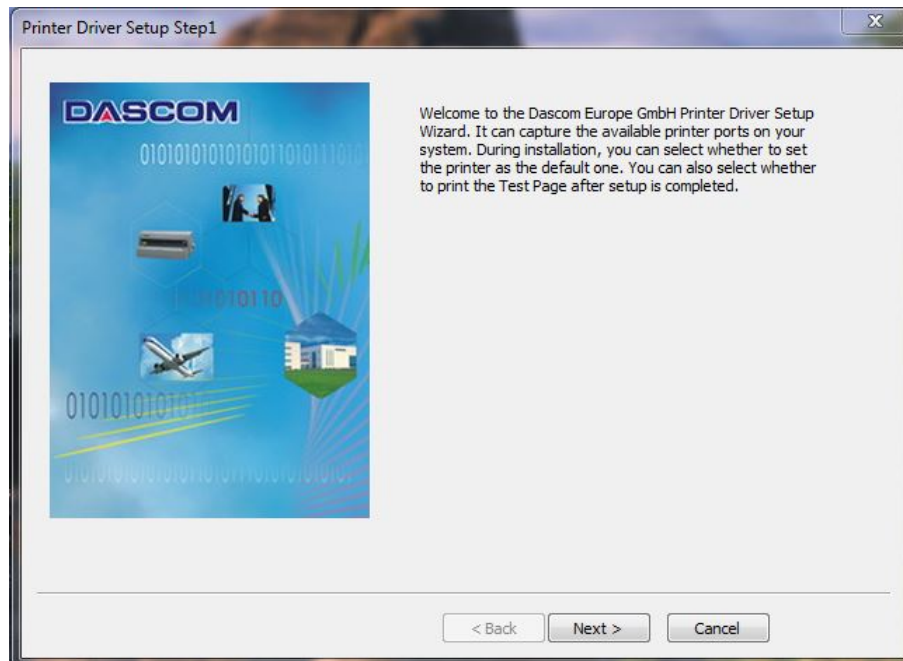 Printer Driver Setup Step1
X
DASCOM
Welcome to the Dascom Europe GmbH Printer Driver Setup
Wizard. It can capture the available printer ports on your
system. During installation, you can select whether to set
the printer as the default one. You can also select whether
to print the Test Page after setup is completed.
010110
< Back
Next >
Cancel